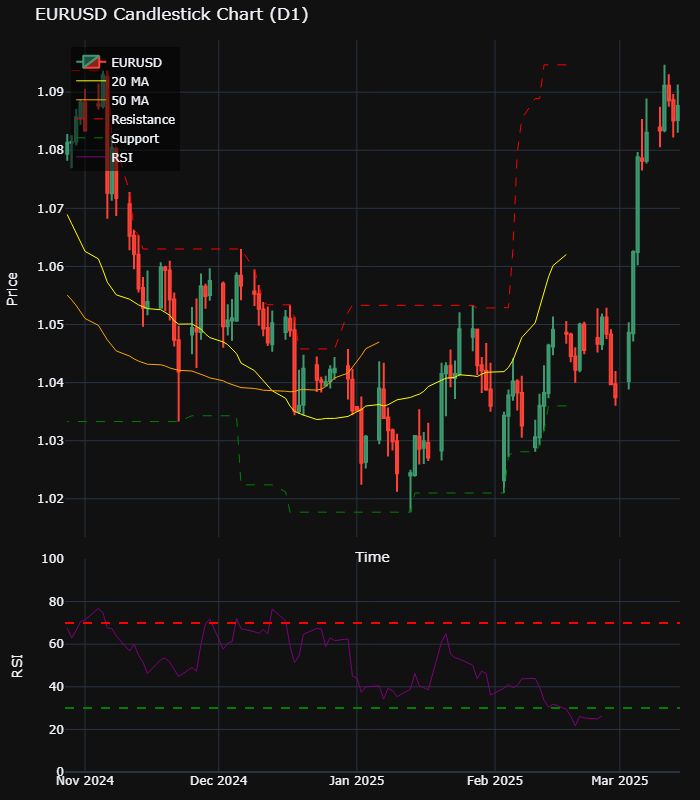 EURUSD Candlestick Chart (D1)
EURUSD
20 MA
50 MA
Resistance
Support
RSI
1.09
1.08
1.07
1.06
1.05
1.04
1.03
1.02
Price
Time
100
80
60
40
20
0
RSI
Nov 2024
Dec 2024
Jan 2025
Feb 2025
Mar 2025